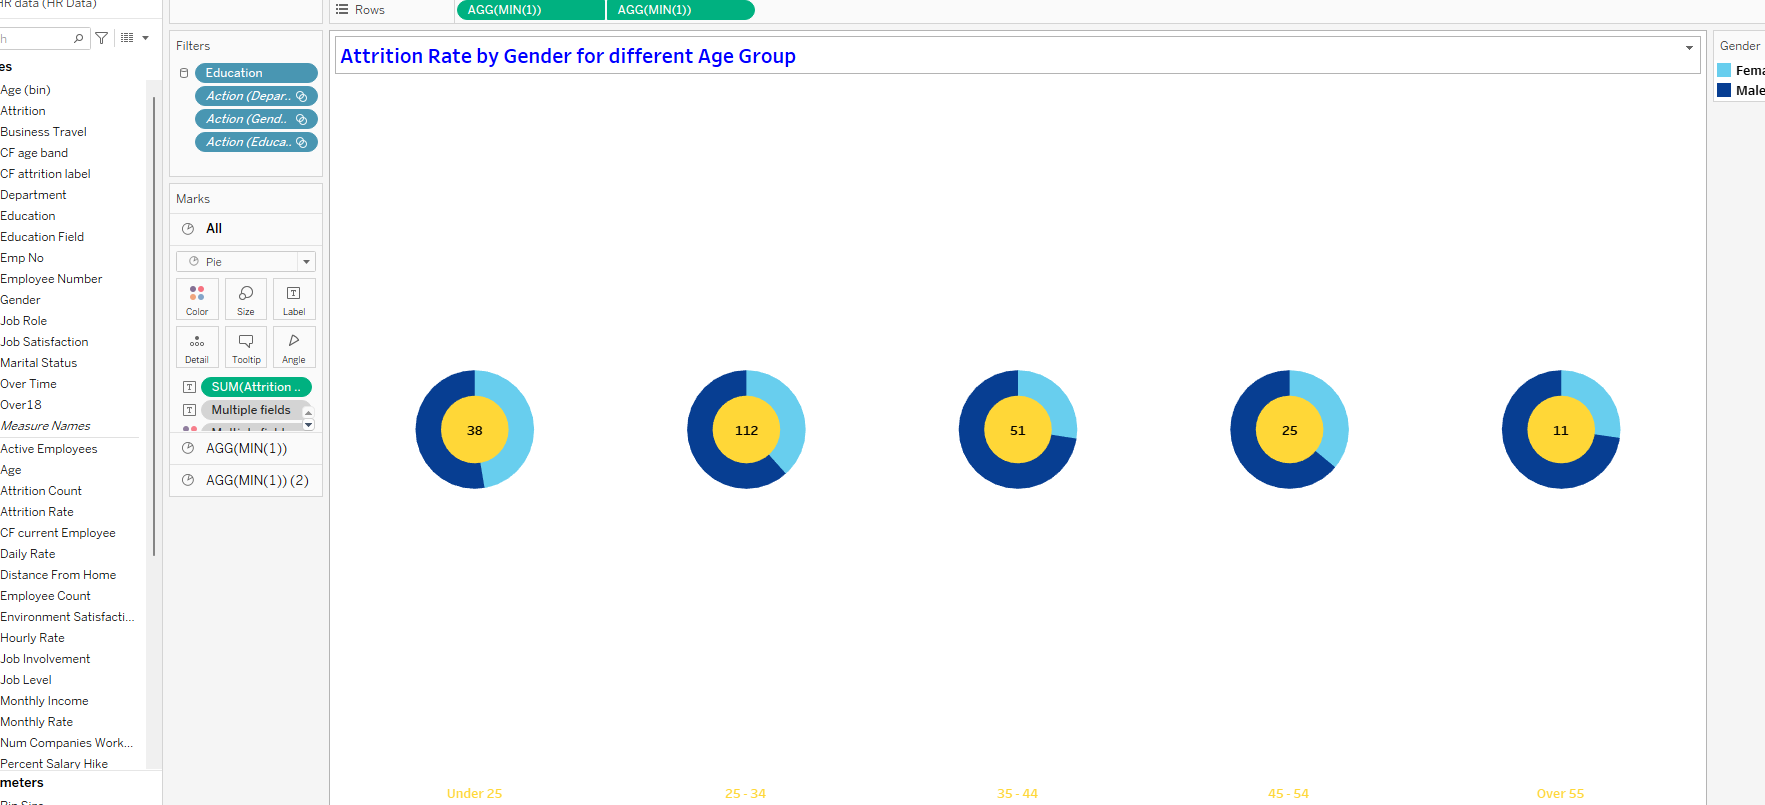 HR data (HR Data)
Rows
AGG(MIN(1))
AGG(MIN(1))
Filters
Education
Action (Depar..
Action (Gend..
Action (Educa..
Age (bin)
Attrition
Business Travel
CF age band
CF attrition label
Department
Education
Education Field
Emp No
Employee Number
Gender
Job Role
Job Satisfaction
Marital Status
Over Time
Over18
Measure Names
Active Employees
Age
Attrition Count
Attrition Rate
CF current Employee
Daily Rate
Distance From Home
Employee Count
Environment Satisfacti...
Hourly Rate
Job Involvement
Job Level
Monthly Income
Monthly Rate
Num Companies Work...
Percent Salary Hike
meters
Marks
All
Pie
Color
Size
Label
Detail
Tooltip
Angle
SUM(Attrition ..
Multiple fields
AGG(MIN(1))
AGG(MIN(1)) (2)
Attrition Rate by Gender for different Age Group
38
112
51
25
11
Under 25
25 - 34
35 - 44
45 - 54
Over 55
Gender
Fema
Male